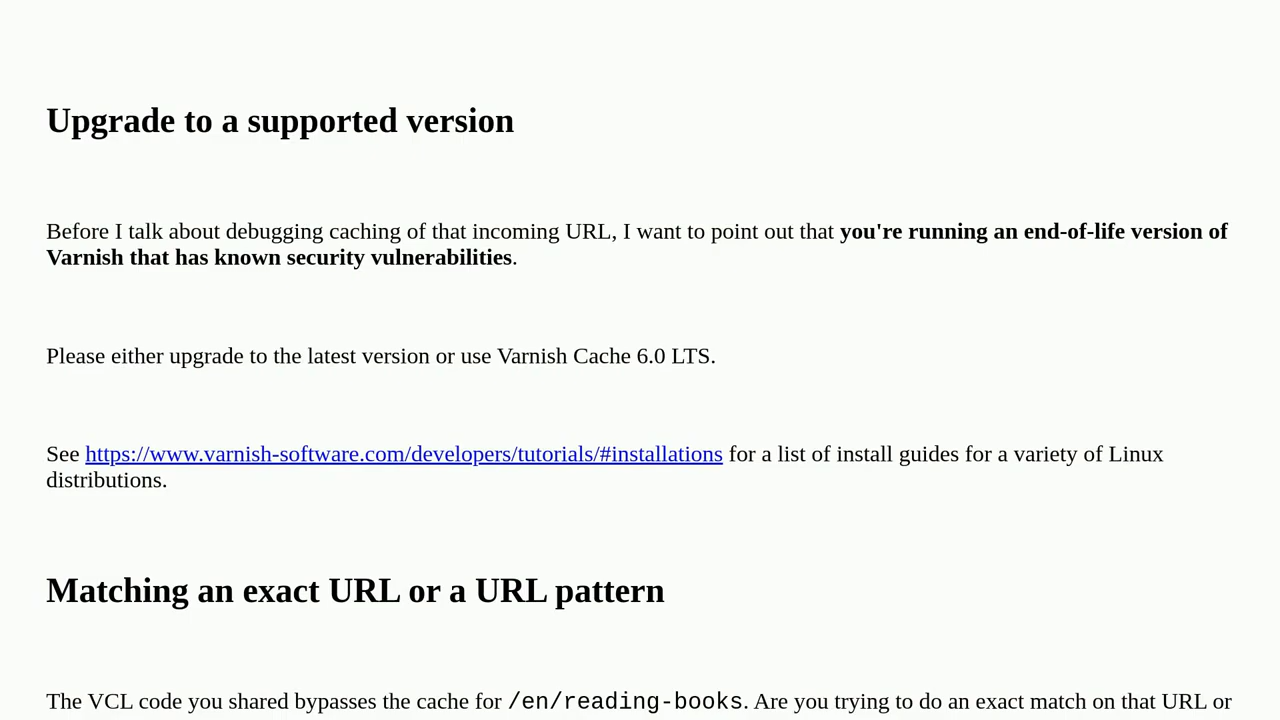 Upgrade to a supported version
Before I talk about debugging caching of that incoming URL, I want to point out that you're running an end-of-life version of
Varnish that has known security vulnerabilities.
Please either upgrade to the latest version or use Varnish Cache 6.0 LTS.
See https://www.varnish-software.com/developers/tutorials/#installations for a list of install guides for a variety of Linux
distributions.
Matching an exact URL or a URL pattern
The VCL code you shared bypasses the cache for /en/reading-books. Are you trying to do an exact match on that URL or